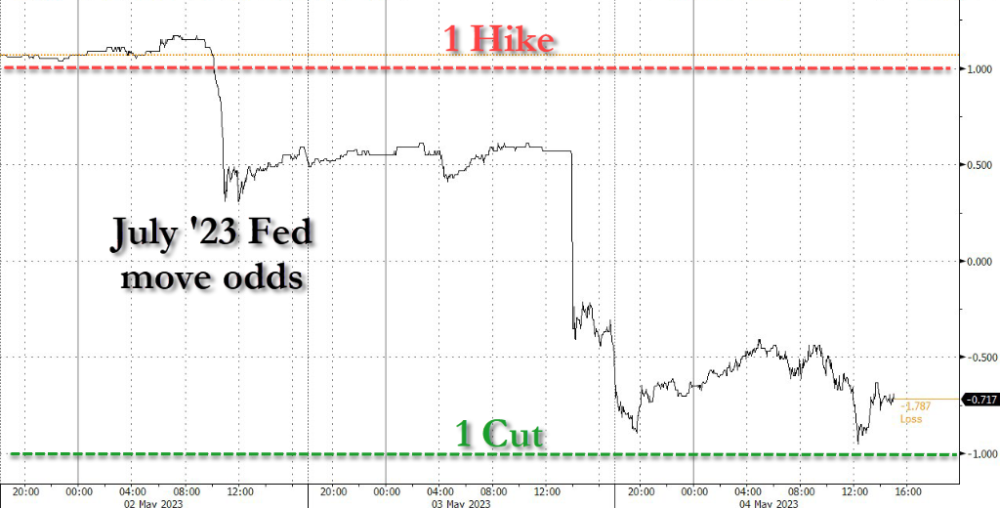 1 Hike
1.000
0.500
July '23 Fed
move odds
0.000
-0.500
-0.717
-1.787
Loss
1 Cut
-1.000
20:00 00:00 04:00 08:00 12:00 20:00 00:00 04:00 08:00 12:00 20:00 00:00 04:00 08:00 12:00 16:00
02 May 2023 03 May 2023 04 May 2023